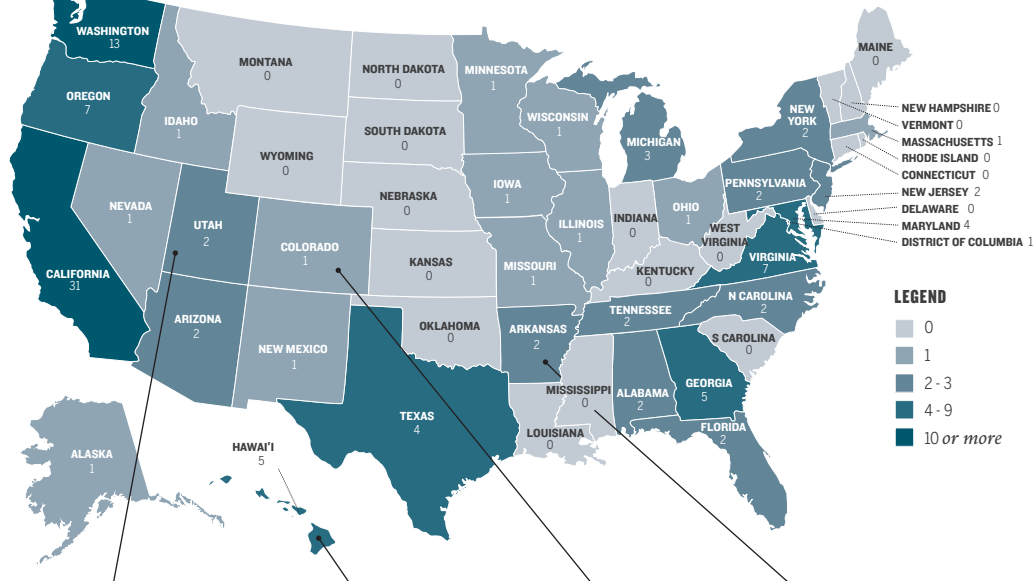 WASHINGTON
13
MONTANA
0
NORTH DAKOTA
0
MINNESOTA
1
MAINE
0
OREGON
7
IDAHO
1
WISCONSIN
1
NEW
YORK
2
NEW HAMPSHIRE 0
VERMONT 0
MASSACHUSETTS 1
RHODE ISLAND 0
CONNECTICUT 0
NEW JERSEY 2
DELAWARE 0
MARYLAND 4
DISTRICT OF COLUMBIA 1
SOUTH DAKOTA
0
MICHIGAN
3
WYOMING
0
IOWA
1
PENNSYLVANIA
2
NEBRASKA
0
NEVADA
1
UTAH
2
COLORADO
1
ILLINOIS
1
INDIANA
0
OHIO
1
WEST
VIRGINIA
0
VIRGINIA
7
CALIFORNIA
31
KANSAS
0
MISSOURI
1
KENTUCKY
0
ARIZONA
2
NEW MEXICO
1
OKLAHOMA
0
ARKANSAS
2
TENNESSEE
2
N CAROLINA
2
S CAROLINA
0
MISSISSIPPI
0
ALABAMA
2
GEORGIA
5
TEXAS
4
LOUISIANA
0
FLORIDA
2
ALASKA
1
HAWAI'I
5
LEGEND
0
1
2 - 3
4 - 9
10 or more